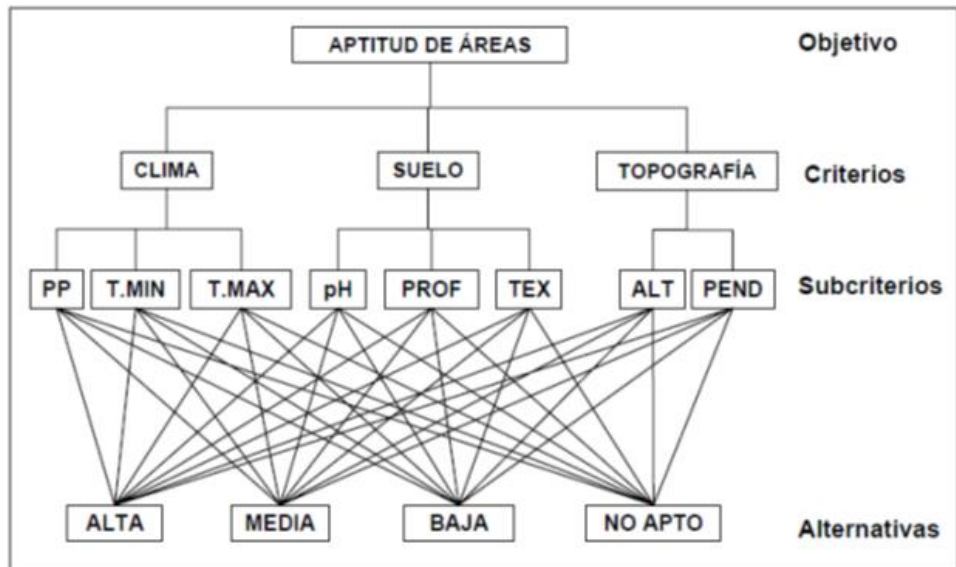 APTITUD DE ÁREAS
Objetivo
CLIMA
SUELO
TOPOGRAFÍA
Criterios
PP
T.MIN
T.MAX
pH
PROF
TEX
ALT
PEND
Subcriterios
ALTA
MEDIA
BAJA
NO APTO
Alternativas